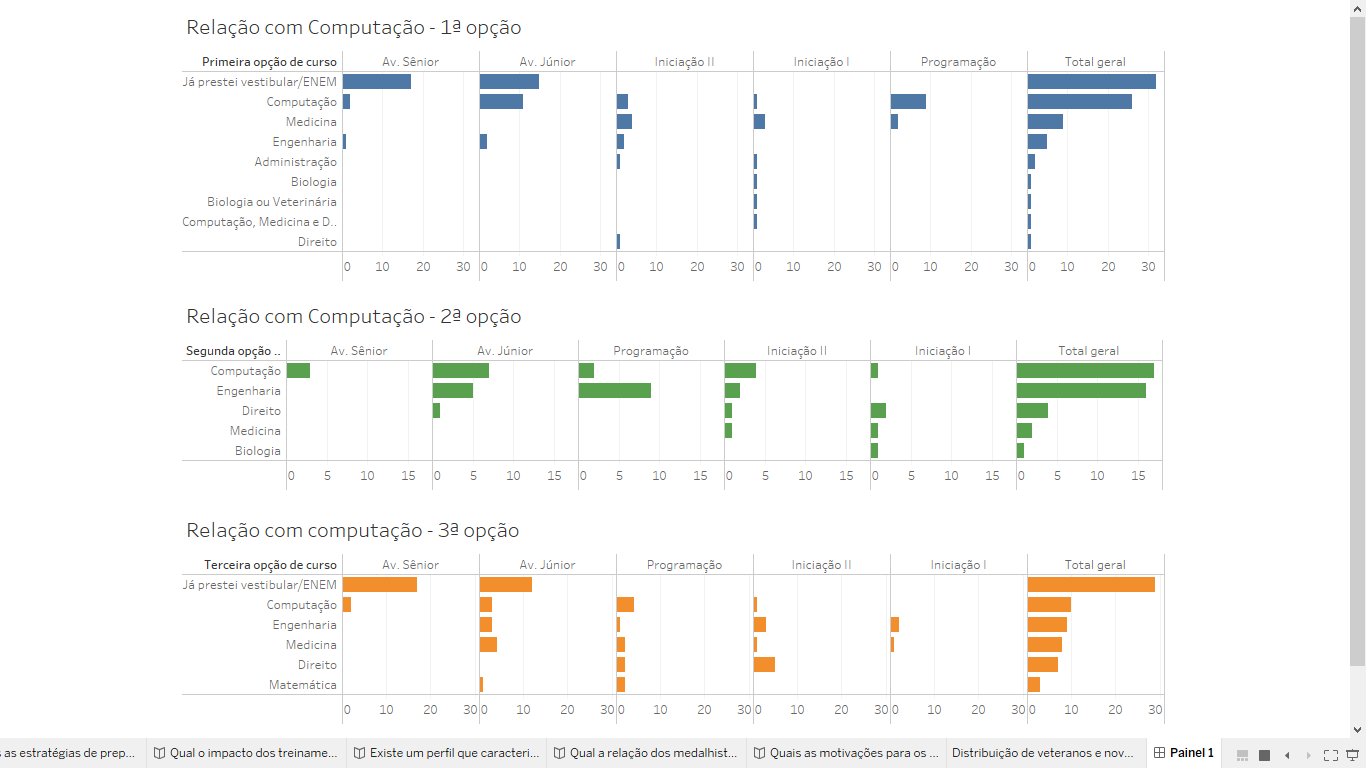 Relação com Computação - 1ª opção
Primeira opção de curso Av. Sênior Av. Júnior Iniciação II Iniciação I Programação Total geral
Já prestei vestibular/ENEM
Computação
Medicina
Engenharia
Administração
Biologia
Biologia ou Veterinária
Computação, Medicina e D..
Direito
0 10 20 30 0 10 20 30 0 10 20 30 0 10 20 30 0 10 20 30 0 10 20 30
Relação com Computação - 2ª opção
Segunda opção .. Av. Sênior Av. Júnior Programação Iniciação II Iniciação I Total geral
Computação
Engenharia
Direito
Medicina
Biologia
0 5 10 15 0 5 10 15 0 5 10 15 0 5 10 15 0 5 10 15 0 5 10 15
Relação com computação - 3ª opção
Terceira opção de curso Av. Sênior Av. Júnior Programação Iniciação II Iniciação I Total geral
Já prestei vestibular/ENEM
Computação
Engenharia
Medicina
Direito
Matemática
0 10 20 30 0 10 20 30 0 10 20 30 0 10 20 30 0 10 20 30 0 10 20 30
s as estratégias de prep... Qual o impacto dos treiname... Existe um perfil que caracteri... Qual a relação dos medalhist... Quais as motivações para os ... Distribuição de veteranos e nov... Painel 1